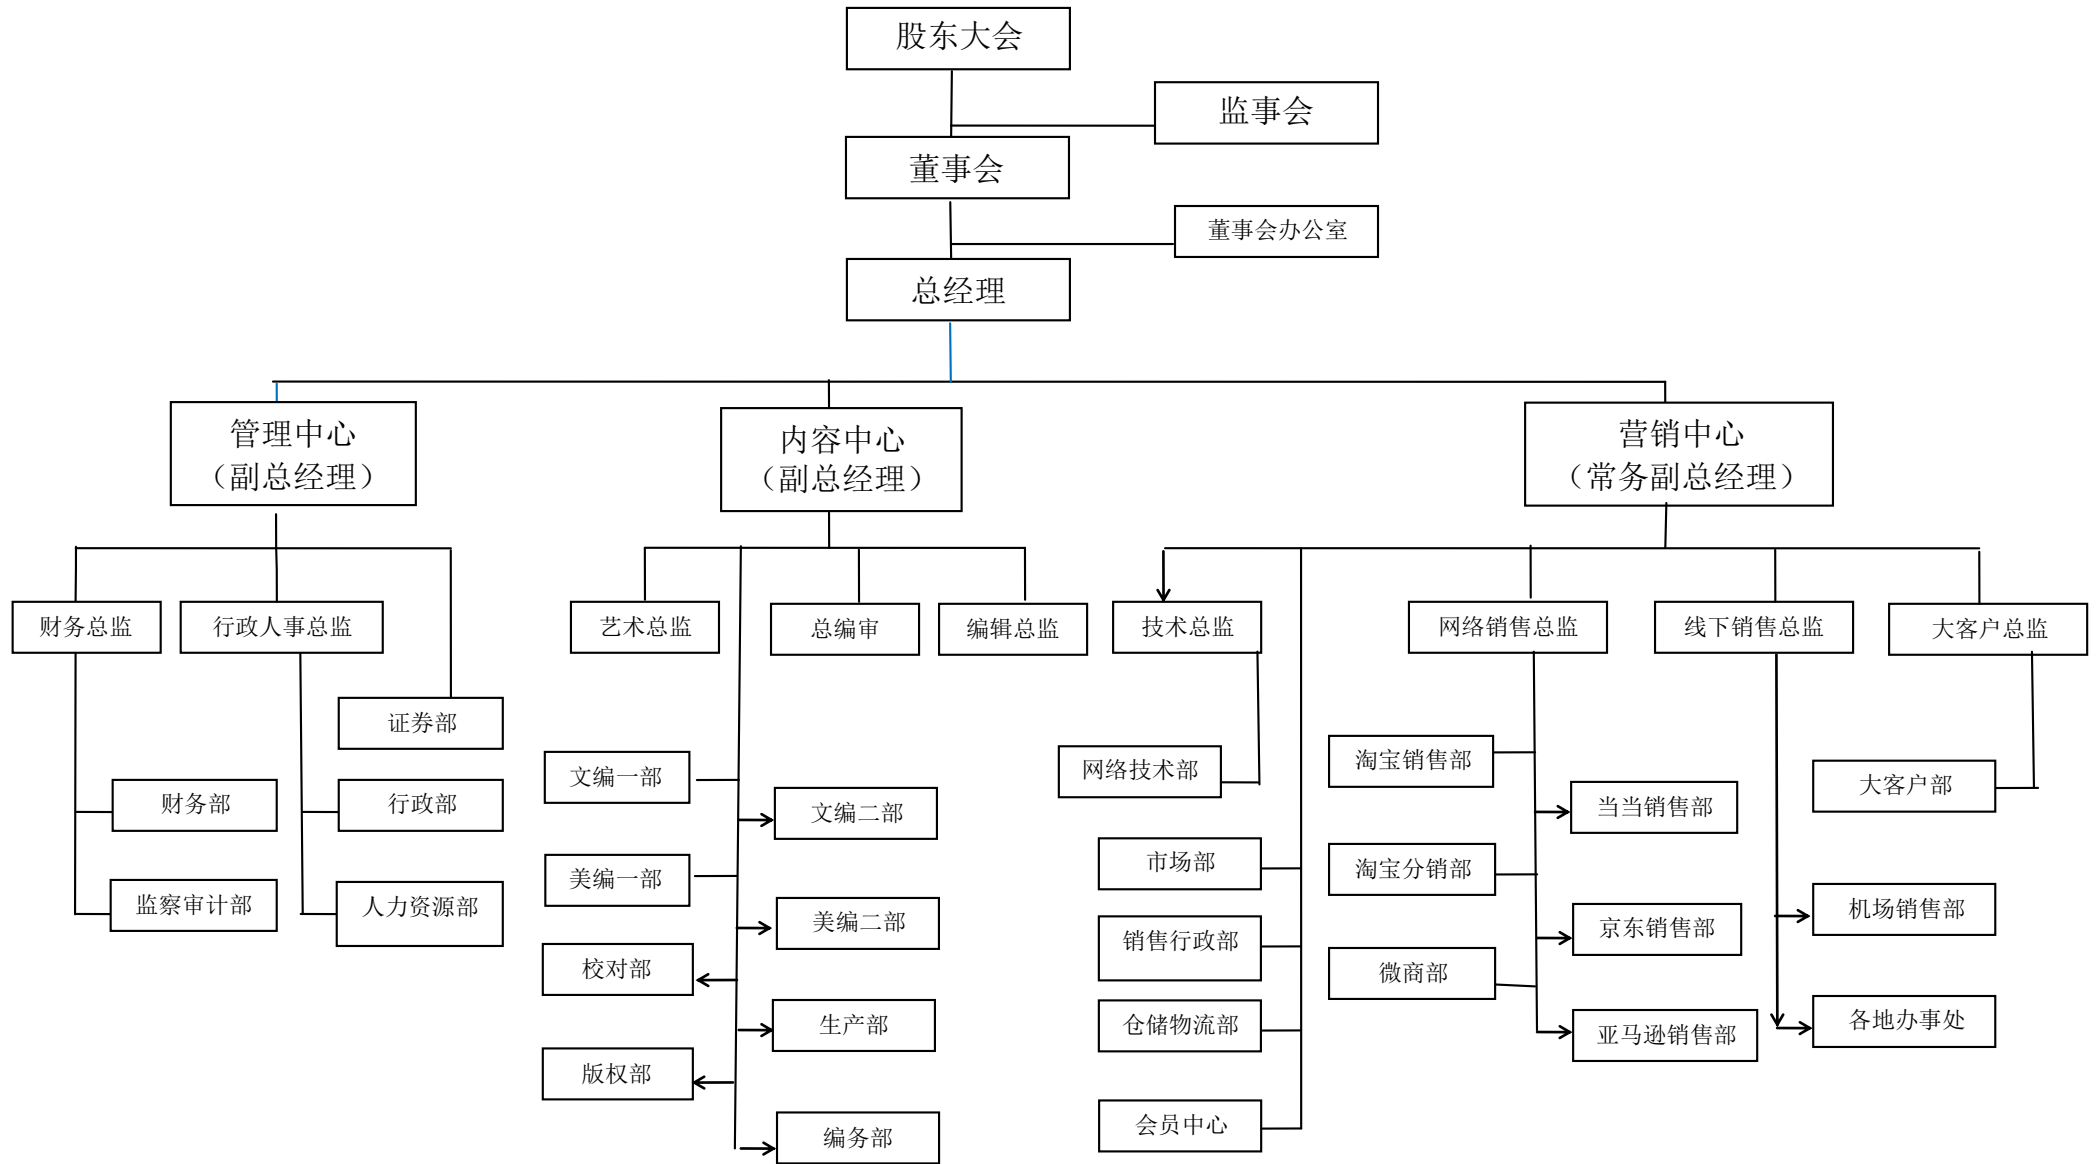 股东大会
监事会
董事会
董事会办公室
总经理
管理中心
（副总经理）
内容中心
（副总经理）
营销中心
（常务副总经理）
财务总监
行政人事总监
艺术总监
总编审
编辑总监
技术总监
网络销售总监
线下销售总监
大客户总监
证券部
财务部
行政部
监察审计部
人力资源部
文编一部
文编二部
美编一部
美编二部
校对部
生产部
版权部
编务部
网络技术部
市场部
销售行政部
仓储物流部
会员中心
淘宝销售部
当当销售部
淘宝分销部
京东销售部
微商部
亚马逊销售部
大客户部
机场销售部
各地办事处